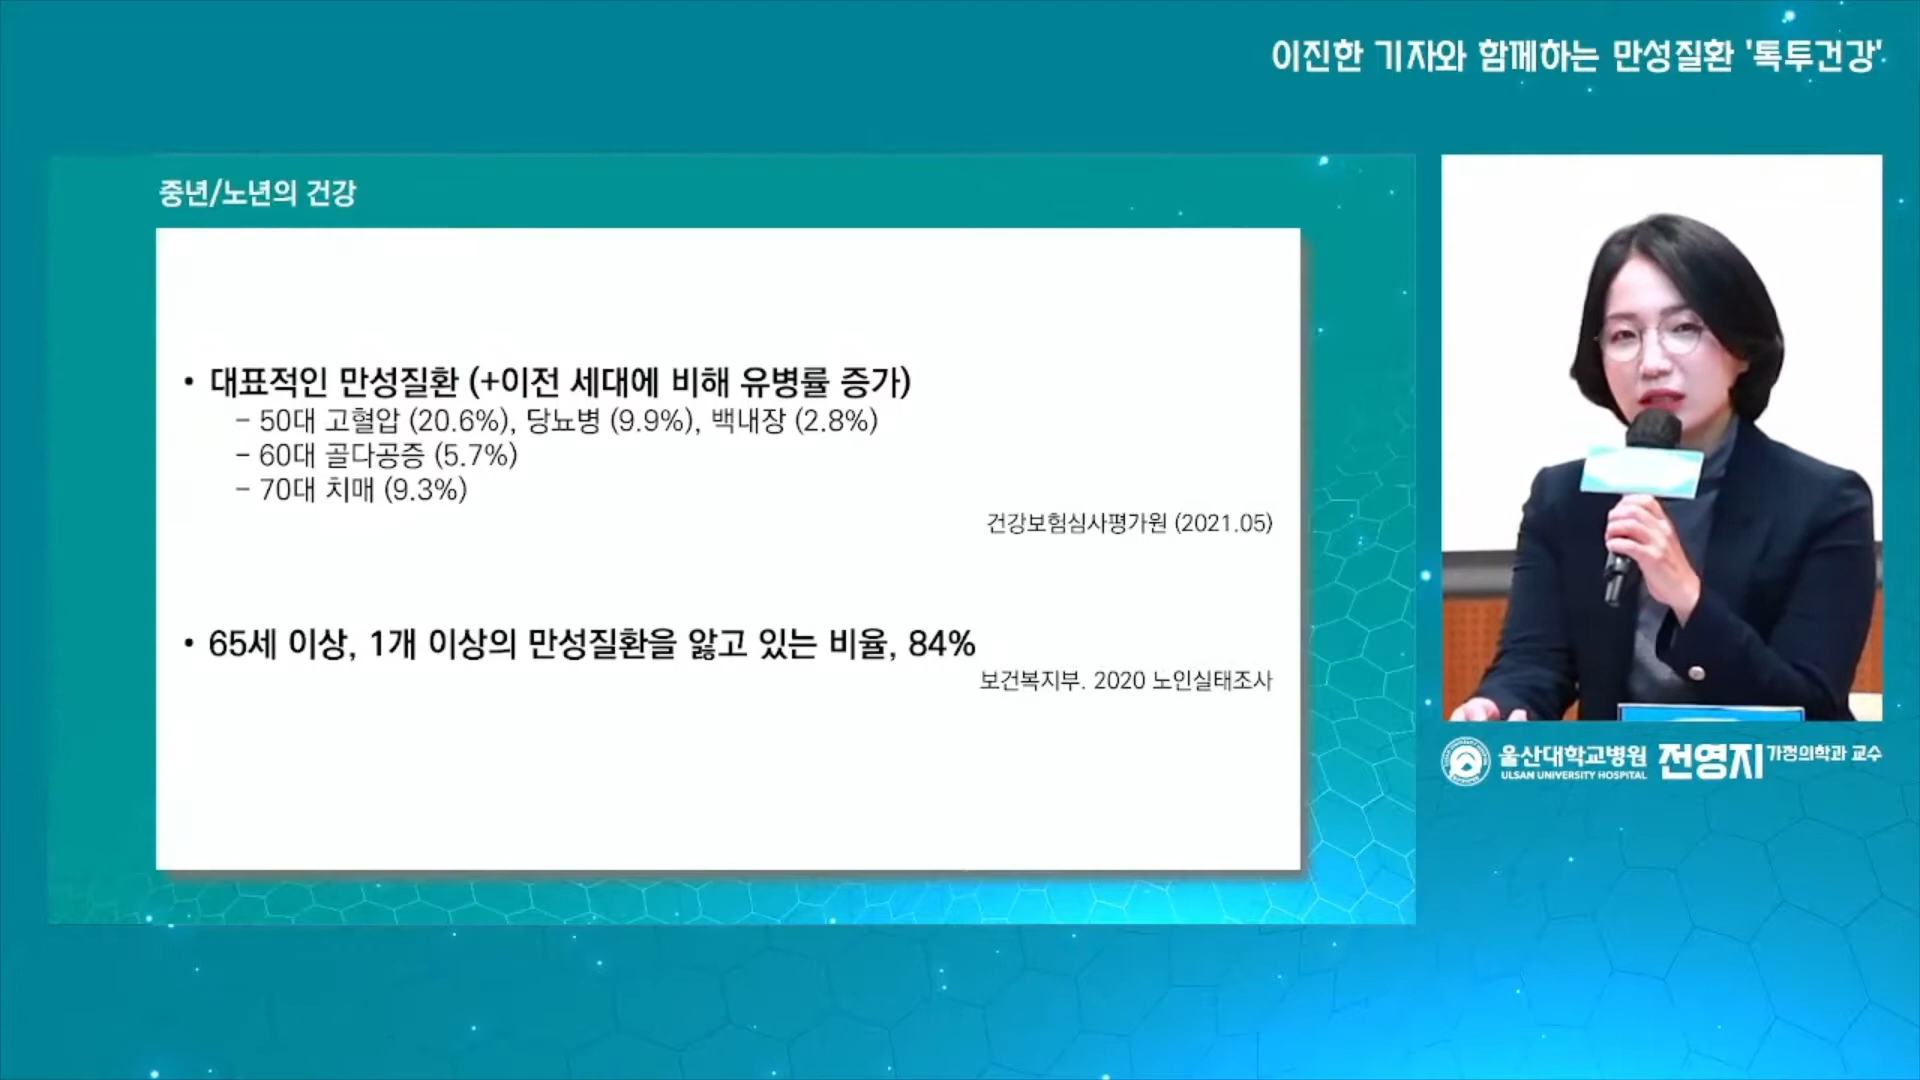 이진한 기자와 함께하는 만성질환 '톡투건강'
중년/노년의 건강
• 대표적인 만성질환 (+이전 세대에 비해 유병률 증가)
- 50대 고혈압 (20.6%), 당뇨병 (9.9%), 백내장 (2.8%)
- 60대 골다공증 (5.7%)
- 70대 치매 (9.3%)
건강보험심사평가원 (2021.05)
• 65세 이상, 1개 이상의 만성질환을 앓고 있는 비율, 84%
보건복지부. 2020 노인실태조사
울산대학교병원 전영지 가정의학과 교수
ULSAN UNIVERSITY HOSPITAL